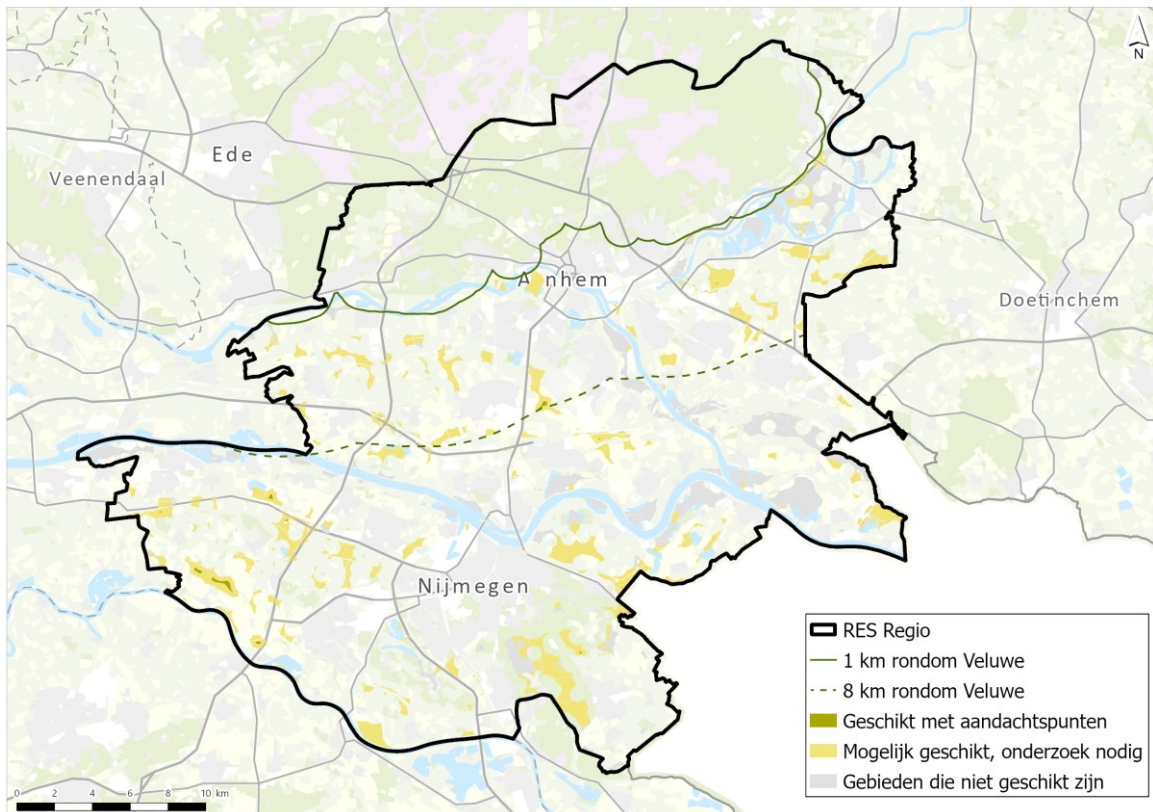 N
Ede
Veenendaal
A nhem
Doetinchem
Nijmegen
RES Regio
1 km rondom Veluwe
8 km rondom Veluwe
Geschikt met aandachtspunten
Mogelijk geschikt, onderzoek nodig
Gebieden die niet geschikt zijn
0 2 4 6 8 10 km